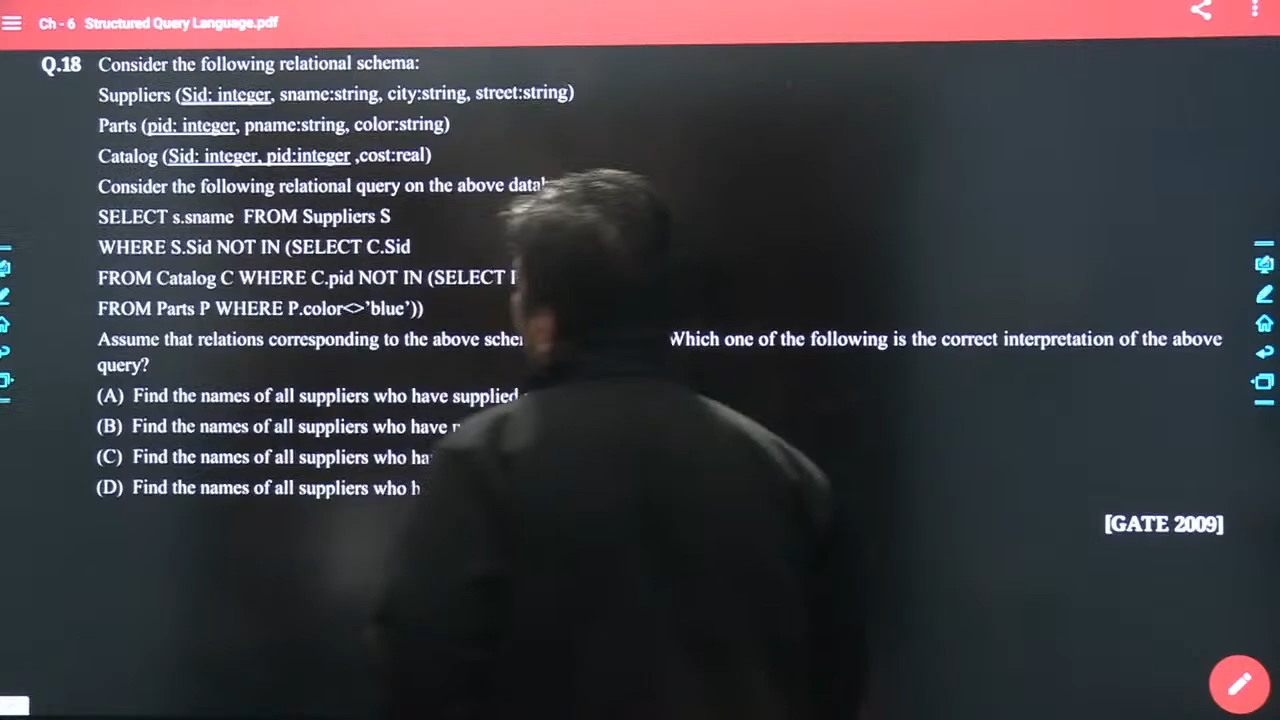 Ch - 6 Structured Query Language.pdf
Q.18 Consider the following relational schema:
Suppliers (Sid: integer, sname:string, city:string, street:string)
Parts (pid: integer, pname:string, color:string)
Catalog (Sid: integer, pid:integer ,cost:real)
Consider the following relational query on the above
SELECT s.sname FROM Suppliers S
WHERE S.Sid NOT IN (SELECT C.Sid
FROM Catalog C WHERE C.pid NOT IN (SELECT
FROM Parts P WHERE P.color<>'blue'))
Assume that relations corresponding to the above Which one of the following is the correct interpretation of the above
query?
(A) Find the names of all suppliers who have supplied
(B) Find the names of all suppliers who have
(C) Find the names of all suppliers who
(D) Find the names of all suppliers who
[GATE 2009]